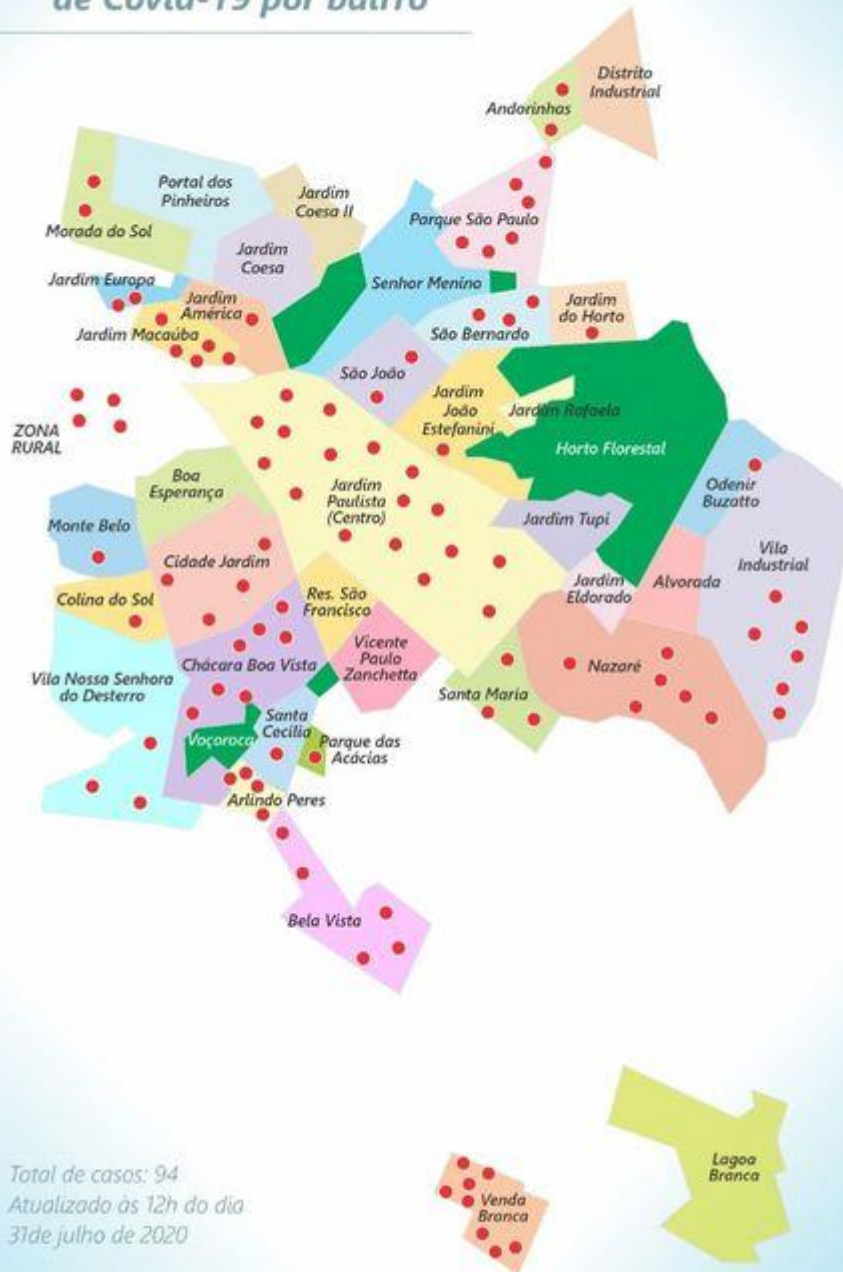 de Covid-19 por bairro
Distrito
Industrial
Andorinhas
Portal dos
Pinheiros
Jardim
Coesa II
Parque São Paulo
Morada do Sol
Jardim
Coesa
Jardim Europa
Senhor Menino
Jardim
América
Jardim
do Horto
Jardim Macaúba
São Bernardo
São João
Jardim
João
Estefanini
Jardim Rafaela
ZONA
RURAL
Horto Florestal
Boa
Esperança
Jardim
Paulista
(Centro)
Odenir
Buzatto
Monte Belo
Jardim Tupi
Vila
Industrial
Cidade Jardim
Jardim
Eldorado
Alvorada
Colina do Sol
Res. São
Francisco
Vicente
Paulo
Zanchetta
Chácara Boa Vista
Nazaré
Vila Nossa Senhora
do Desterro
Santa Maria
Santa
Cecília
Voçoroca
Parque das
Acácias
Arlindo Peres
Bela Vista
Lagoa
Branca
Venda
Branca
Total de casos: 94
Atualizado às 12h do dia
31de julho de 2020